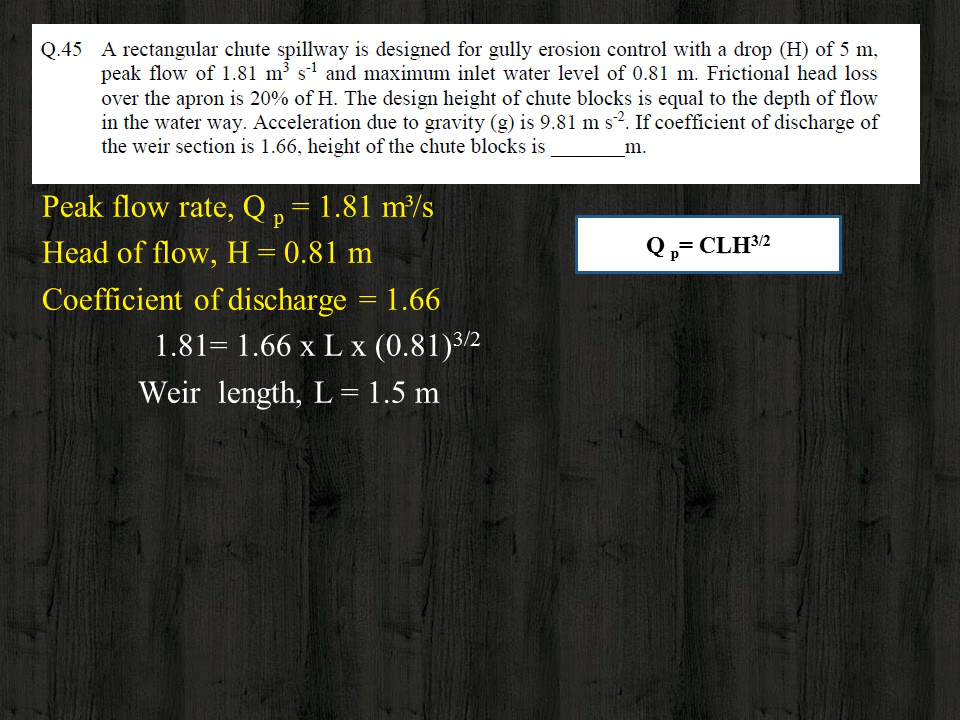 Q.45 A rectangular chute spillway is designed for gully erosion control with a drop (H) of 5 m,
peak flow of 1.81 m³ s⁻¹ and maximum inlet water level of 0.81 m. Frictional head loss
over the apron is 20% of H. The design height of chute blocks is equal to the depth of flow
in the water way. Acceleration due to gravity (g) is 9.81 m s⁻². If coefficient of discharge of
the weir section is 1.66, height of the chute blocks is _______m.
Peak flow rate, Q p = 1.81 m³/s
Q p= CLH³/²
Head of flow, H = 0.81 m
Coefficient of discharge = 1.66
1.81= 1.66 x L x (0.81)³/²
Weir length, L = 1.5 m